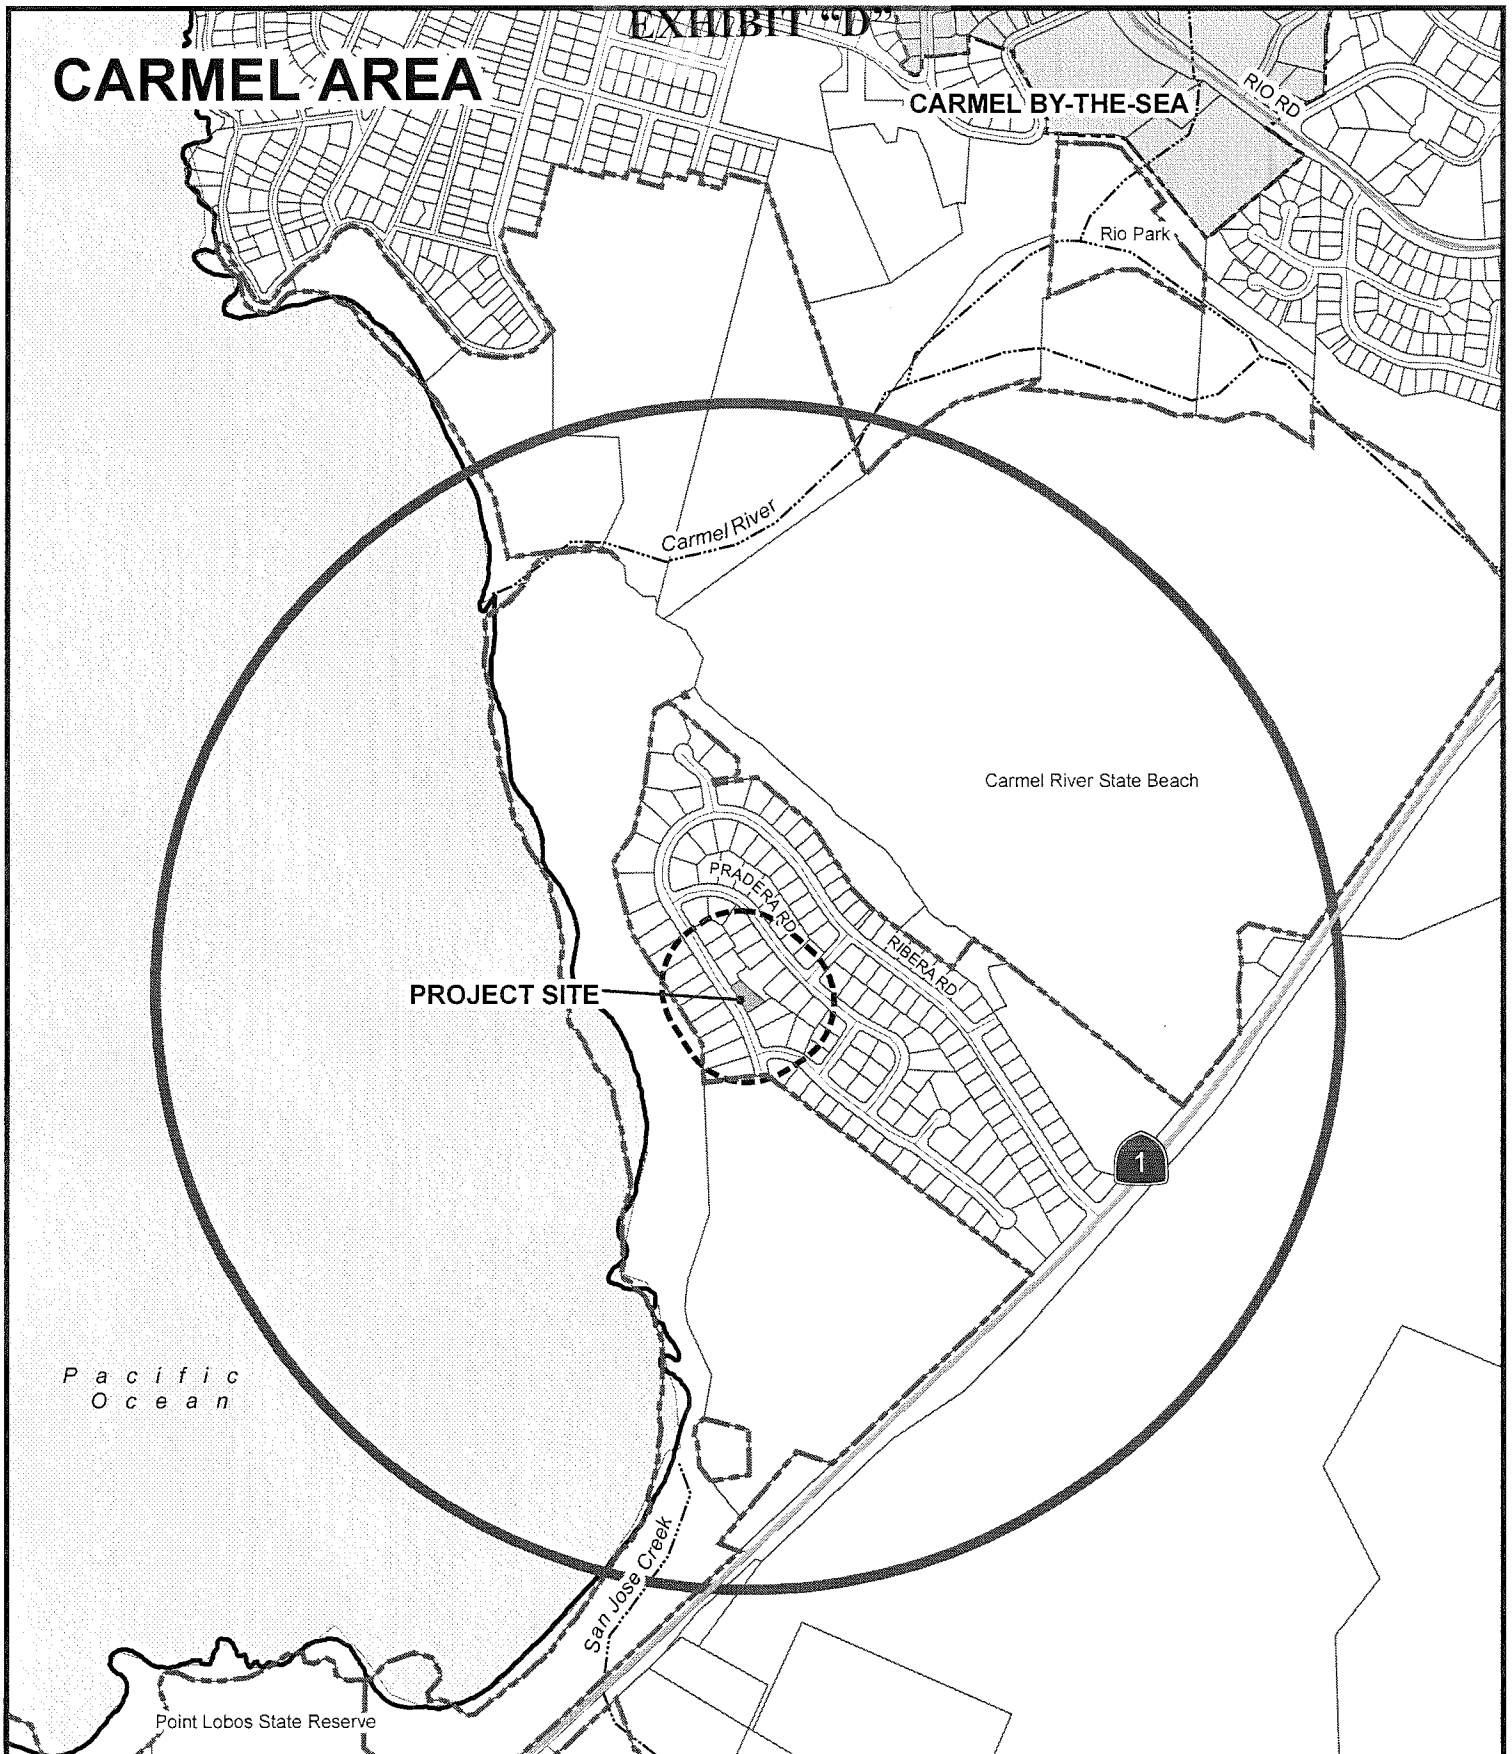 EXHIBIT “D”
CARMEL AREA
CARMEL BY-THE-SEA
RIO RD
Rio Park
Carmel River
Carmel River State Beach
PRADERA RD
RIBERA RD
PROJECT SITE
1
Pacific
Ocean
San Jose Creek
Point Lobos State Reserve